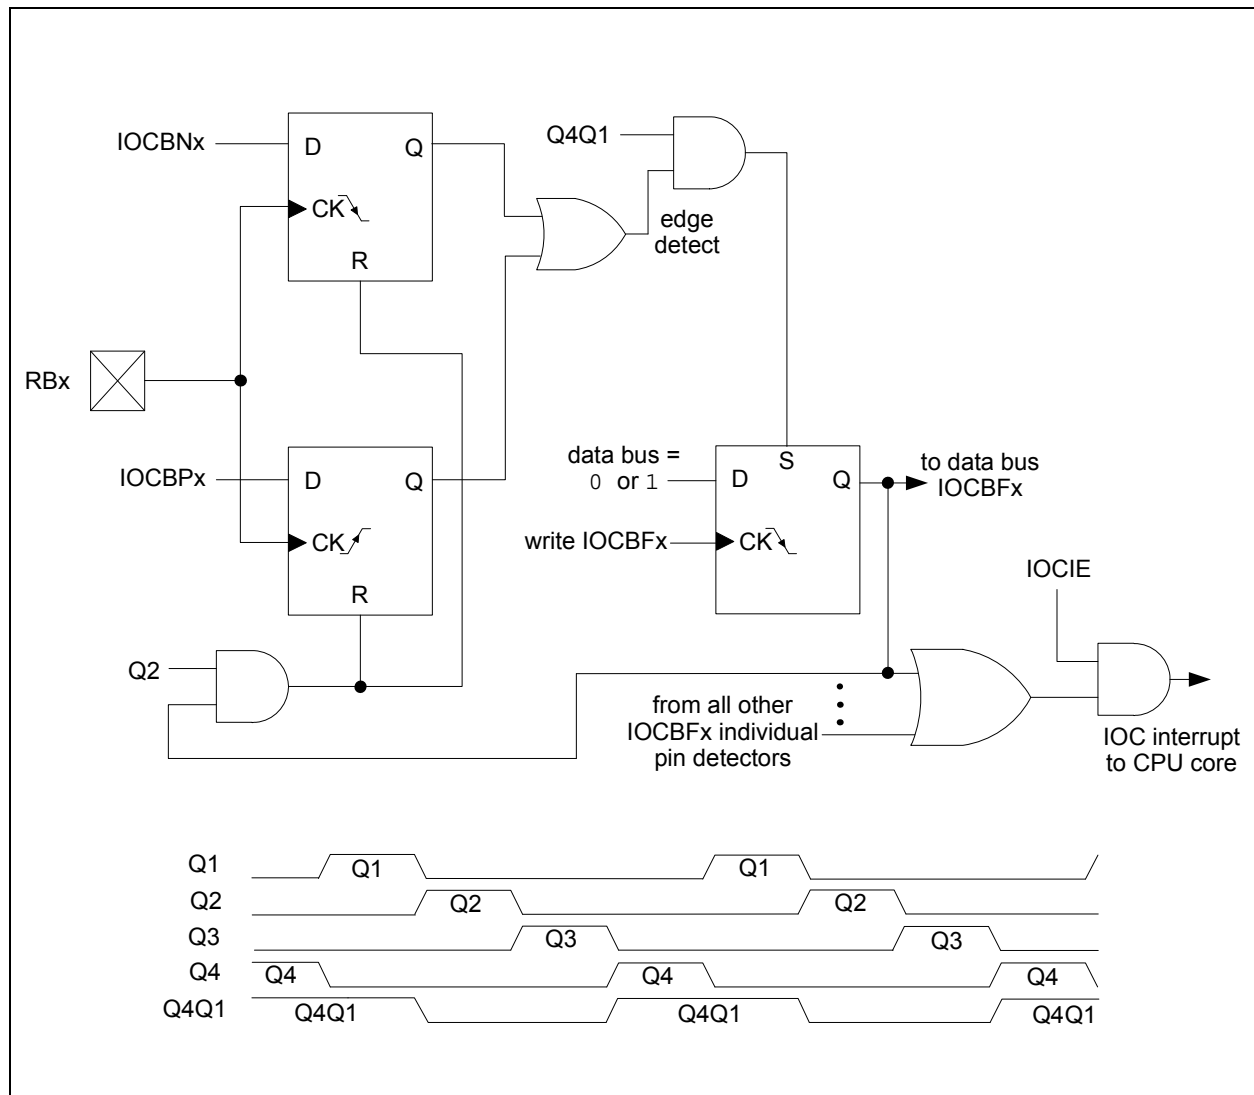 IOCBNx
D
Q
CK
R
Q4Q1
edge
detect
RBx
IOCBPx
D
Q
CK
R
Q2
data bus =
0 or 1
S
D
Q
write IOCBFx
CK
to data bus
IOCBFx
IOCIE
from all other
IOCBFx individual
pin detectors
IOC interrupt
to CPU core
Q1 Q1 Q1
Q2 Q2 Q2
Q3 Q3 Q3
Q4 Q4 Q4 Q4
Q4Q1 Q4Q1 Q4Q1 Q4Q1